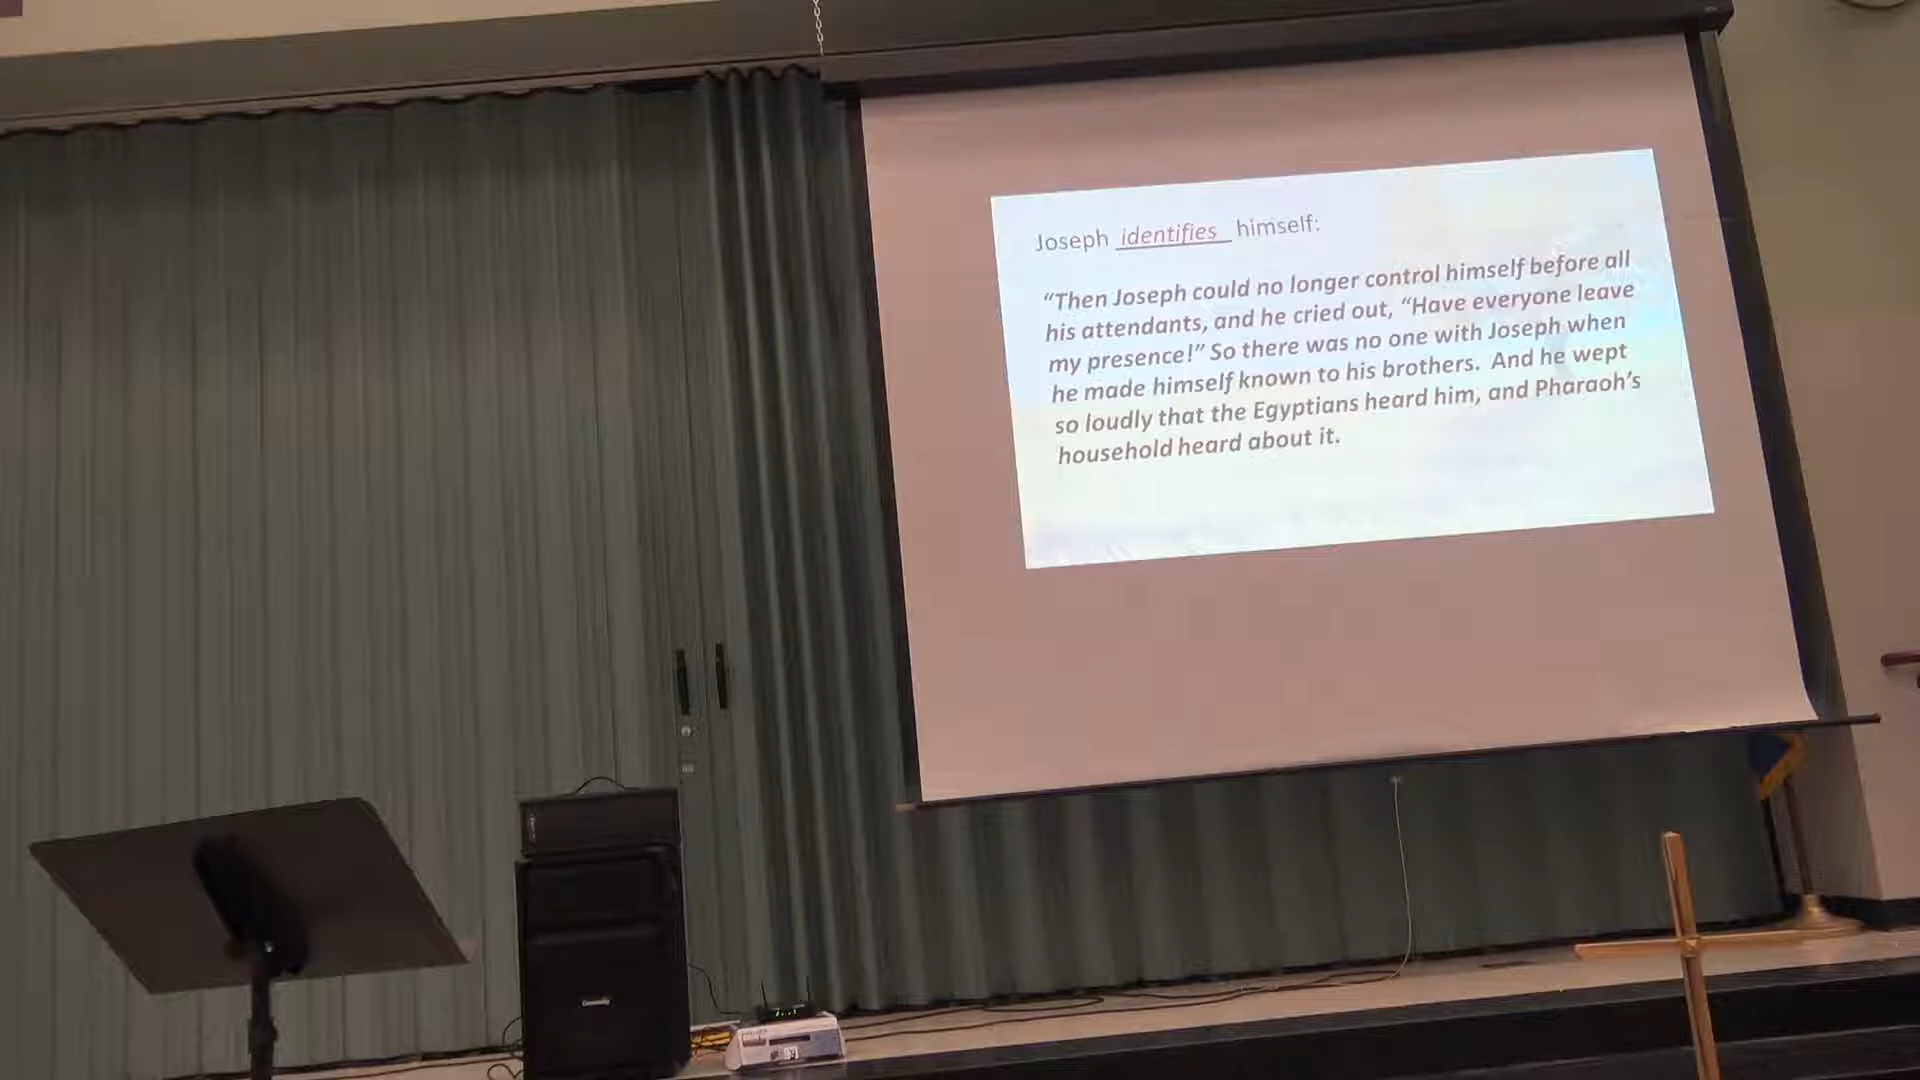 Joseph identifies himself:
“Then Joseph could no longer control himself before all
his attendants, and he cried out, “Have everyone leave
my presence!” So there was no one with Joseph when
he made himself known to his brothers. And he wept
so loudly that the Egyptians heard him, and Pharaoh’s
household heard about it.